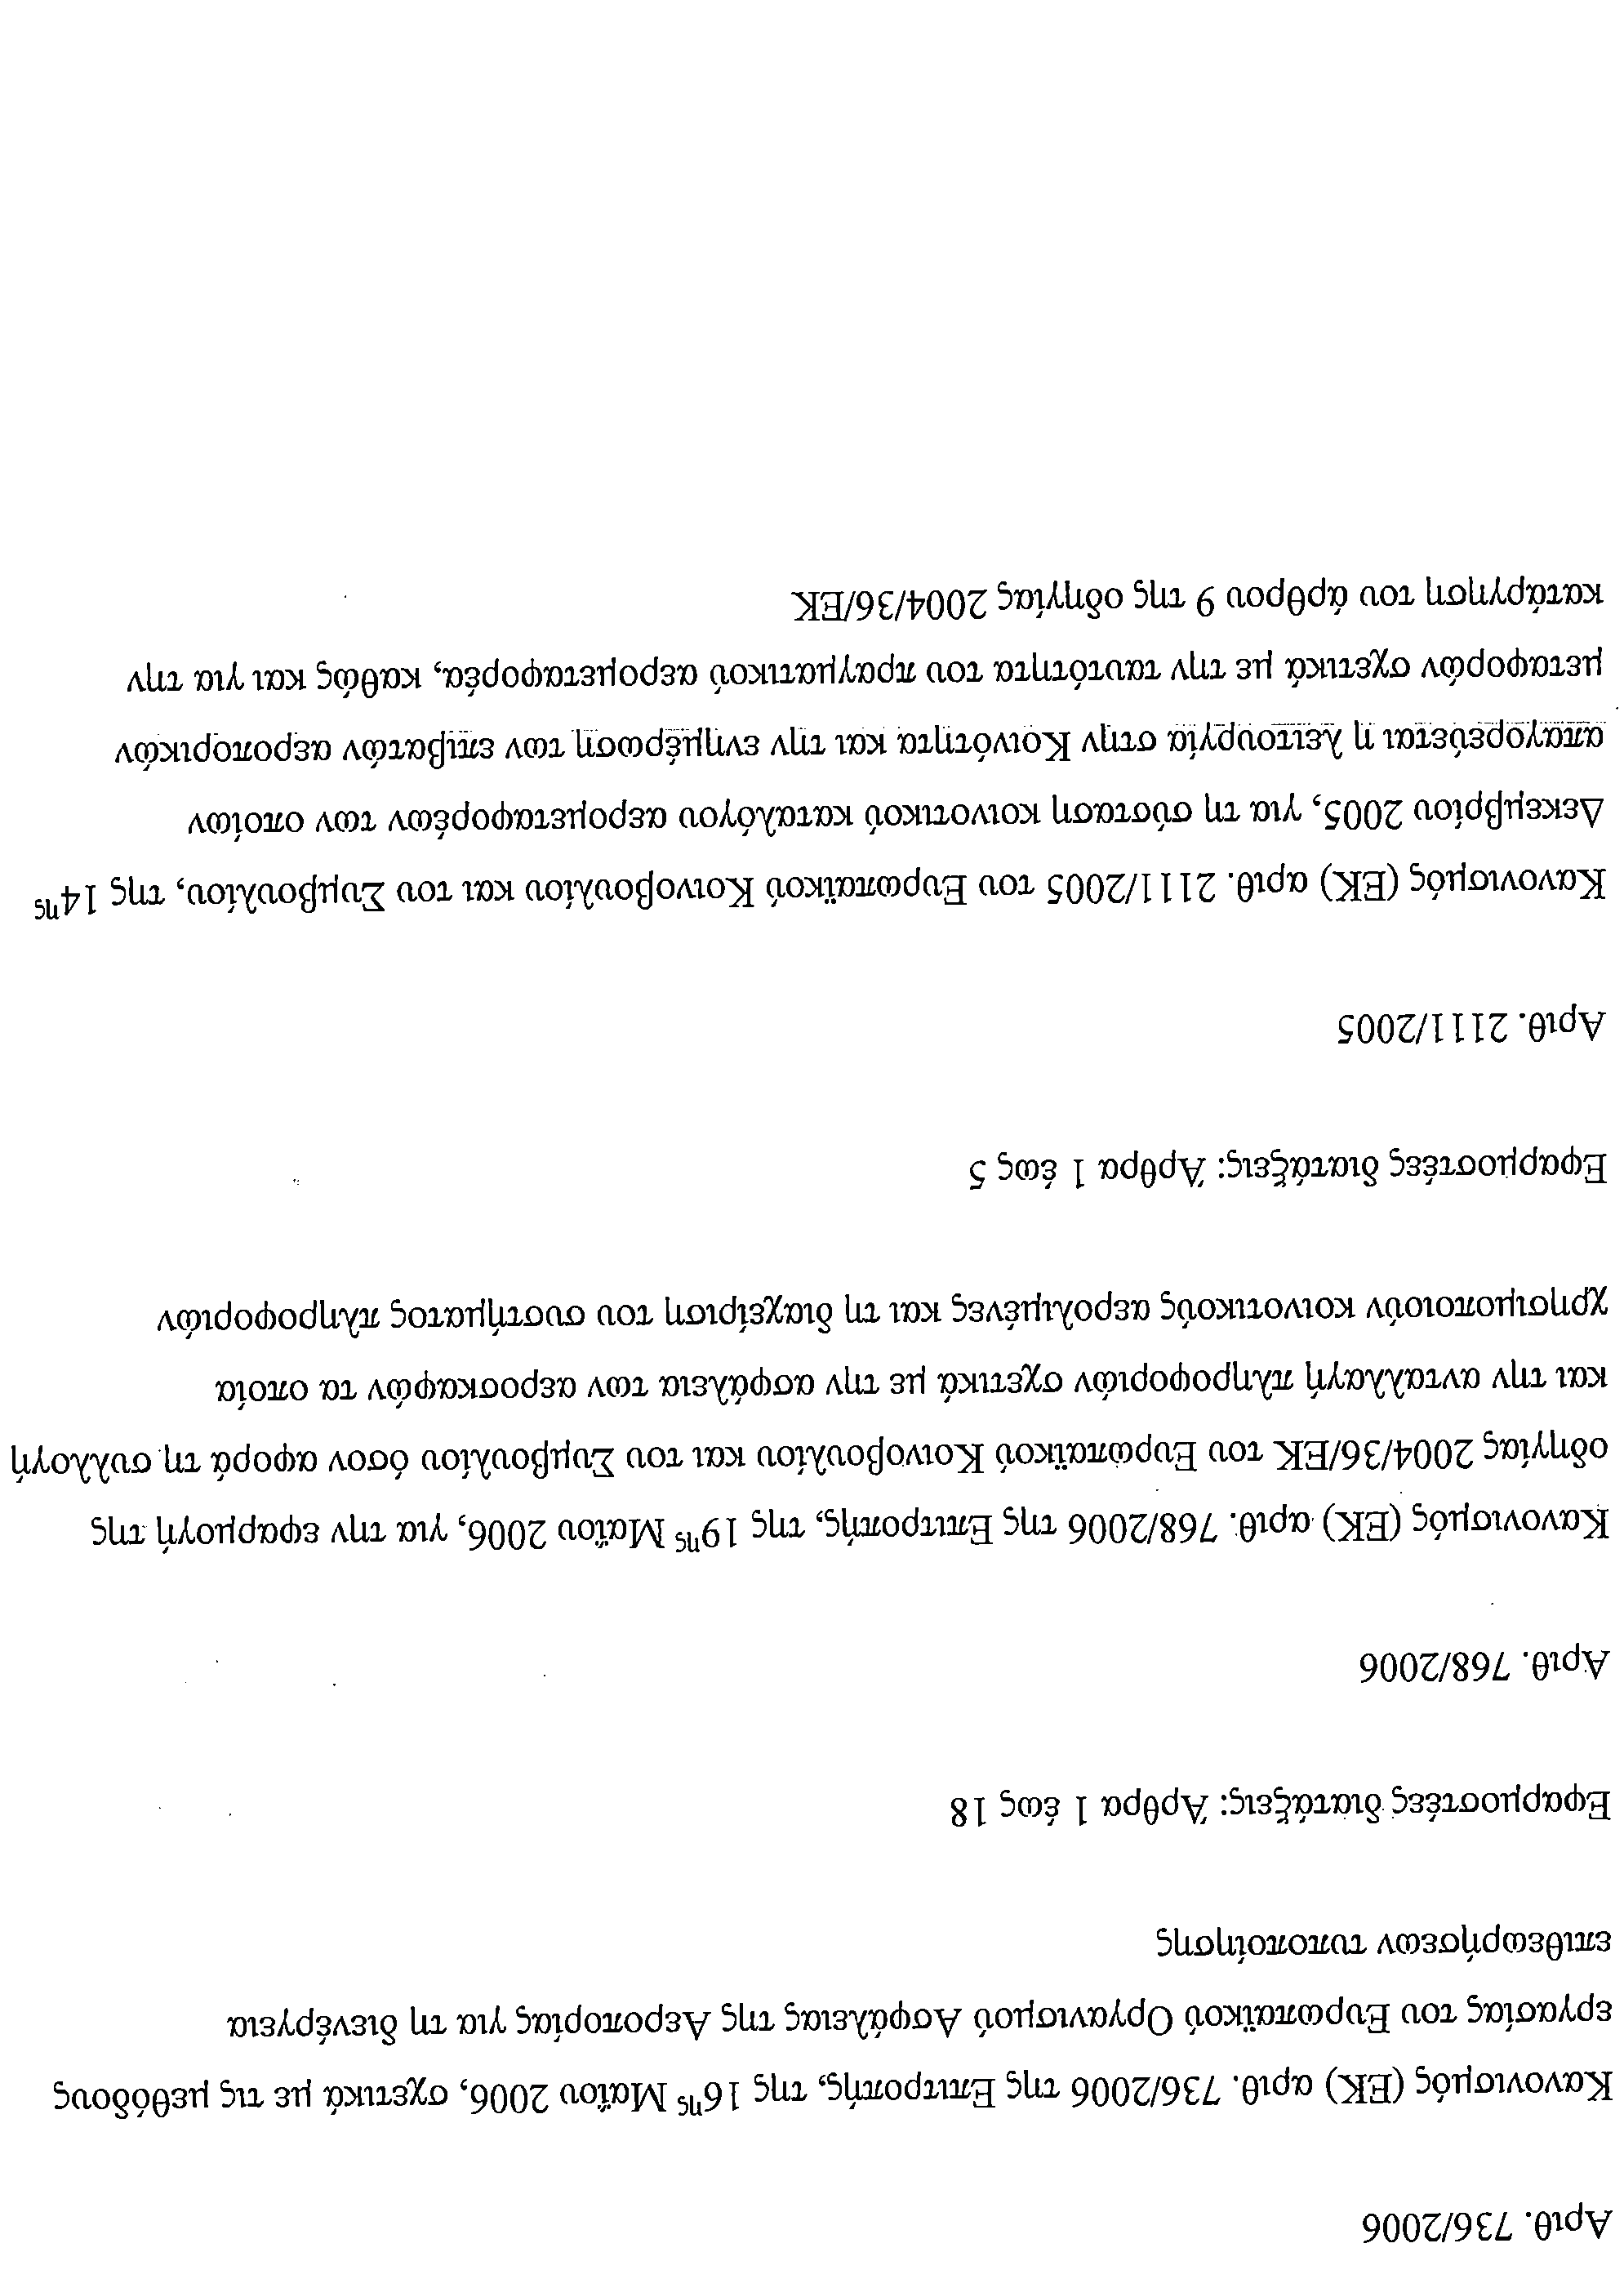 Αριθ. 736/2006
Κανονισμός (ΕΚ) αριθ. 736/2006 της Επιτροπής, της 16ης Μαΐου 2006, σχετικά με τις μεθόδους
εργασίας του Ευρωπαϊκού Οργανισμού Ασφάλειας της Αεροπορίας για τη διενέργεια
επιθεωρήσεων τυποποίησης
Εφαρμοστέες διατάξεις: Άρθρα 1 έως 18
Αριθ. 768/2006
Κανονισμός (ΕΚ) αριθ. 768/2006 της Επιτροπής, της 19ης Μαΐου 2006, για την εφαρμογή της
οδηγίας 2004/36/ΕΚ του Ευρωπαϊκού Κοινοβουλίου και του Συμβουλίου όσον αφορά τη συλλογή
και την ανταλλαγή πληροφοριών σχετικά με την ασφάλεια των αεροσκαφών τα οποία
χρησιμοποιούν κοινοτικούς αερολιμένες και τη διαχείριση του συστήματος πληροφοριών
Εφαρμοστέες διατάξεις: Άρθρα 1 έως 5
Αριθ. 2111/2005
Κανονισμός (ΕΚ) αριθ. 2111/2005 του Ευρωπαϊκού Κοινοβουλίου και του Συμβουλίου, της 14ης
Δεκεμβρίου 2005, για τη σύσταση κοινοτικού καταλόγου αερομεταφορέων των οποίων
απαγορεύεται η λειτουργία στην Κοινότητα και την ενημέρωση των επιβατών αεροπορικών
μεταφορών σχετικά με την ταυτότητα του πραγματικού αερομεταφορέα, καθώς και για την
κατάργηση του άρθρου 9 της οδηγίας 2004/36/ΕΚ